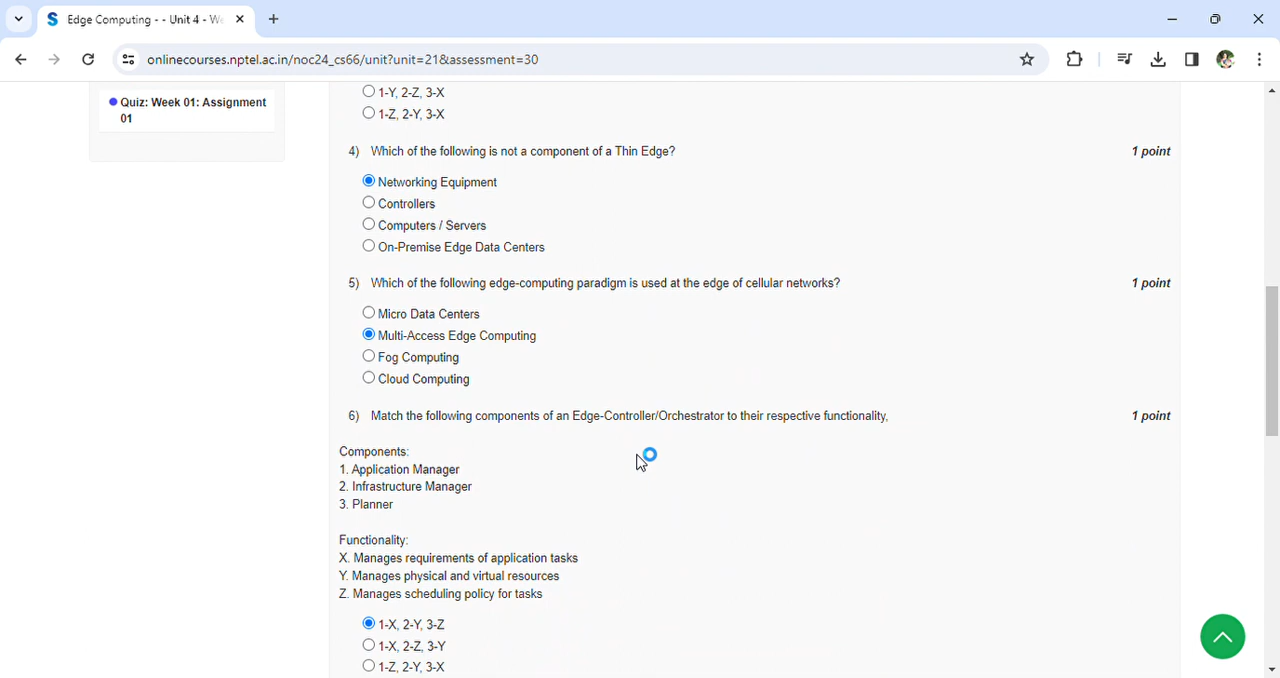 Edge Computing - - Unit 4 - We
onlinecourses.nptel.ac.in/noc24_cs66/unit?unit=21&assessment=30
Quiz: Week 01: Assignment
01
1-Y, 2-Z, 3-X
1-Z, 2-Y, 3-X
4) Which of the following is not a component of a Thin Edge? 1 point
Networking Equipment
Controllers
Computers / Servers
On-Premise Edge Data Centers
5) Which of the following edge-computing paradigm is used at the edge of cellular networks? 1 point
Micro Data Centers
Multi-Access Edge Computing
Fog Computing
Cloud Computing
6) Match the following components of an Edge-Controller/Orchestrator to their respective functionality, 1 point
Components:
1. Application Manager
2. Infrastructure Manager
3. Planner
Functionality:
X. Manages requirements of application tasks
Y. Manages physical and virtual resources
Z. Manages scheduling policy for tasks
1-X, 2-Y, 3-Z
1-X, 2-Z, 3-Y
1-Z, 2-Y, 3-X